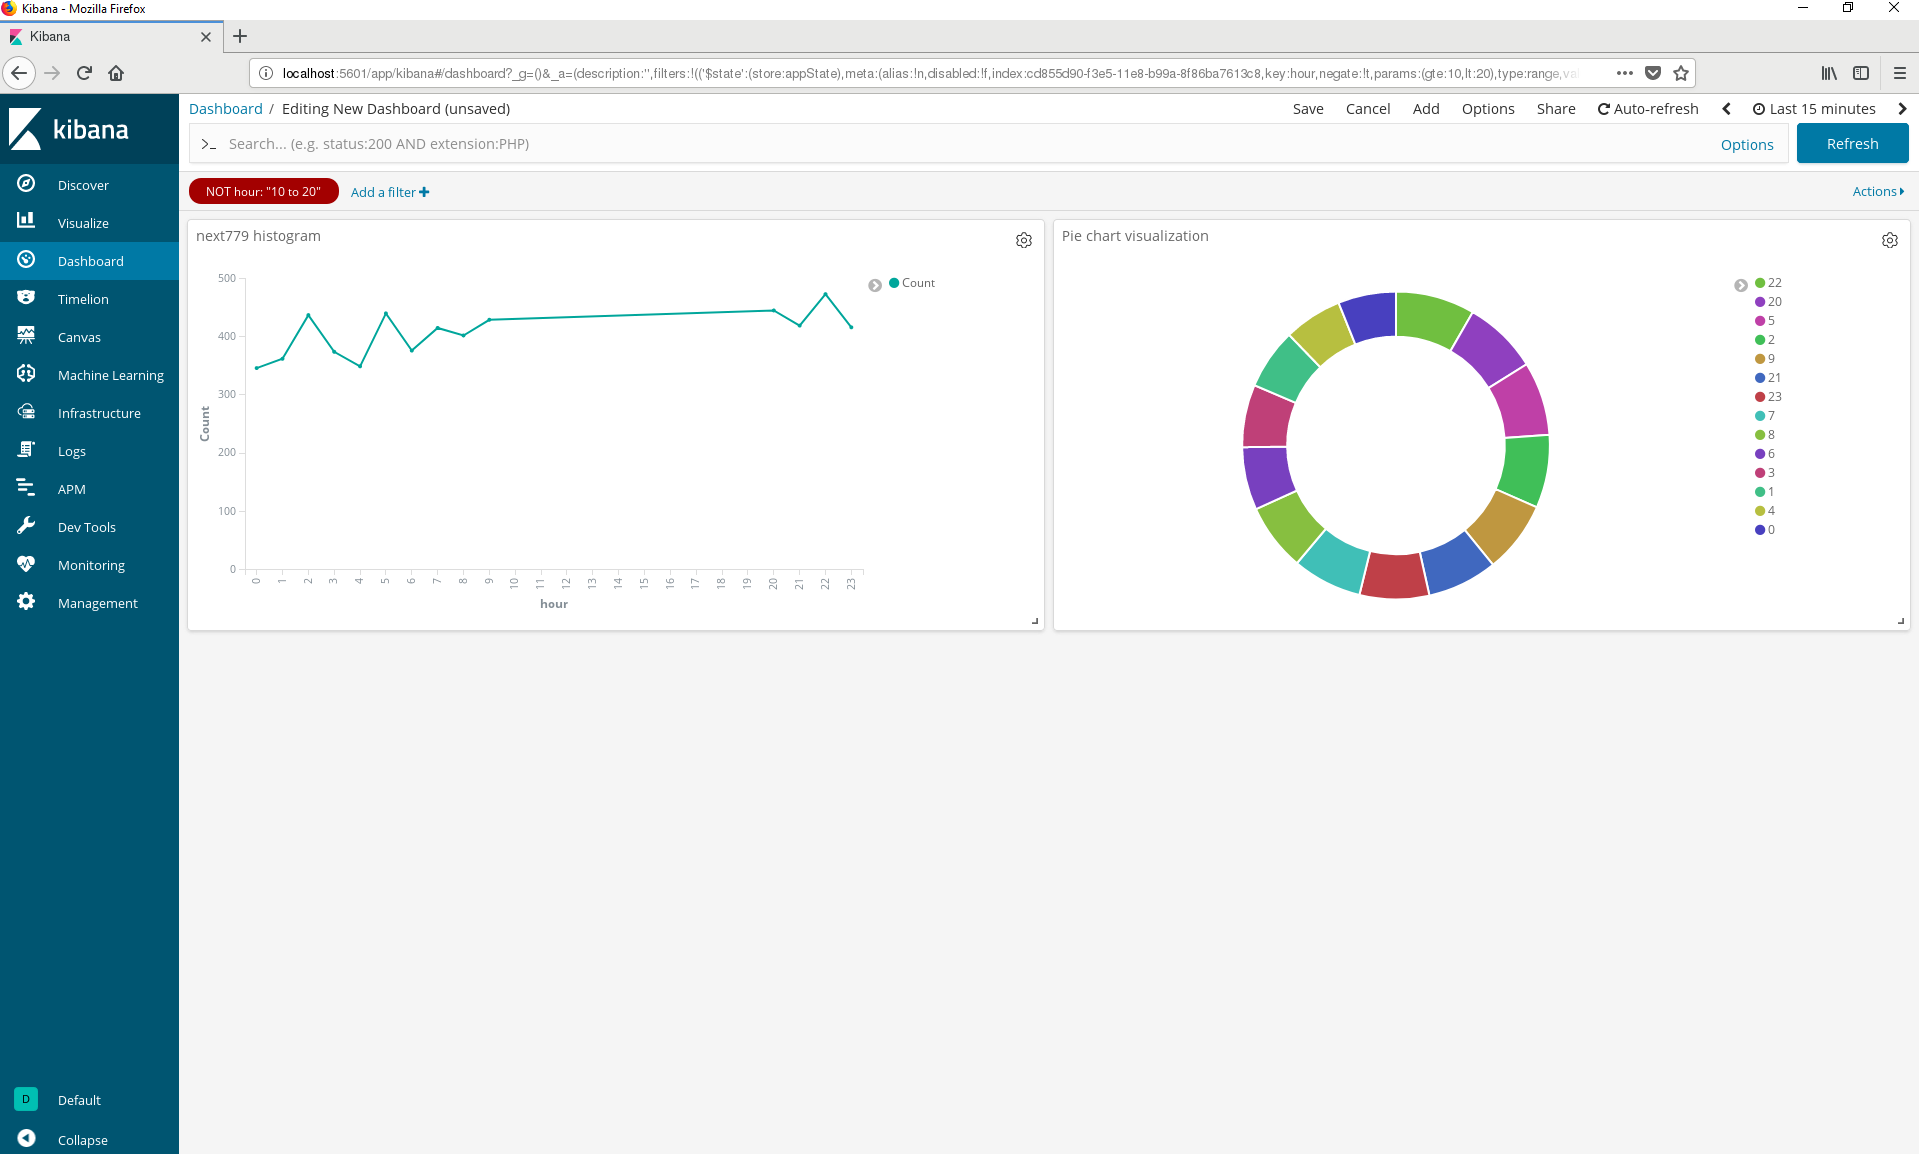 Kibana - Mozilla Firefox
Kibana
localhost:5601/app/kibana#/dashboard?_g=()&_a=(description:'',filters:!(('$state':(store:appState),meta:(alias:!n,disabled:!f,index:cd855d90-f3e5-11e8-b99a-8f86ba7613c8,key:hour,negate:!t,params:(gte:10,lt:20),type:range,val
kibana
Dashboard / Editing New Dashboard (unsaved)
Save Cancel Add Options Share Auto-refresh Last 15 minutes
>_ Search... (e.g. status:200 AND extension:PHP)
Options
Refresh
NOT hour: "10 to 20"
Add a filter +
Actions
Discover
Visualize
Dashboard
Timelion
Canvas
Machine Learning
Infrastructure
Logs
APM
Dev Tools
Monitoring
Management
D Default
Collapse
next779 histogram
Count
500
400
300
200
100
0
Count
0 1 2 3 4 5 6 7 8 9 10 11 12 13 14 15 16 17 18 19 20 21 22 23
hour
Pie chart visualization
22
20
5
2
9
21
23
7
8
6
3
1
4
0